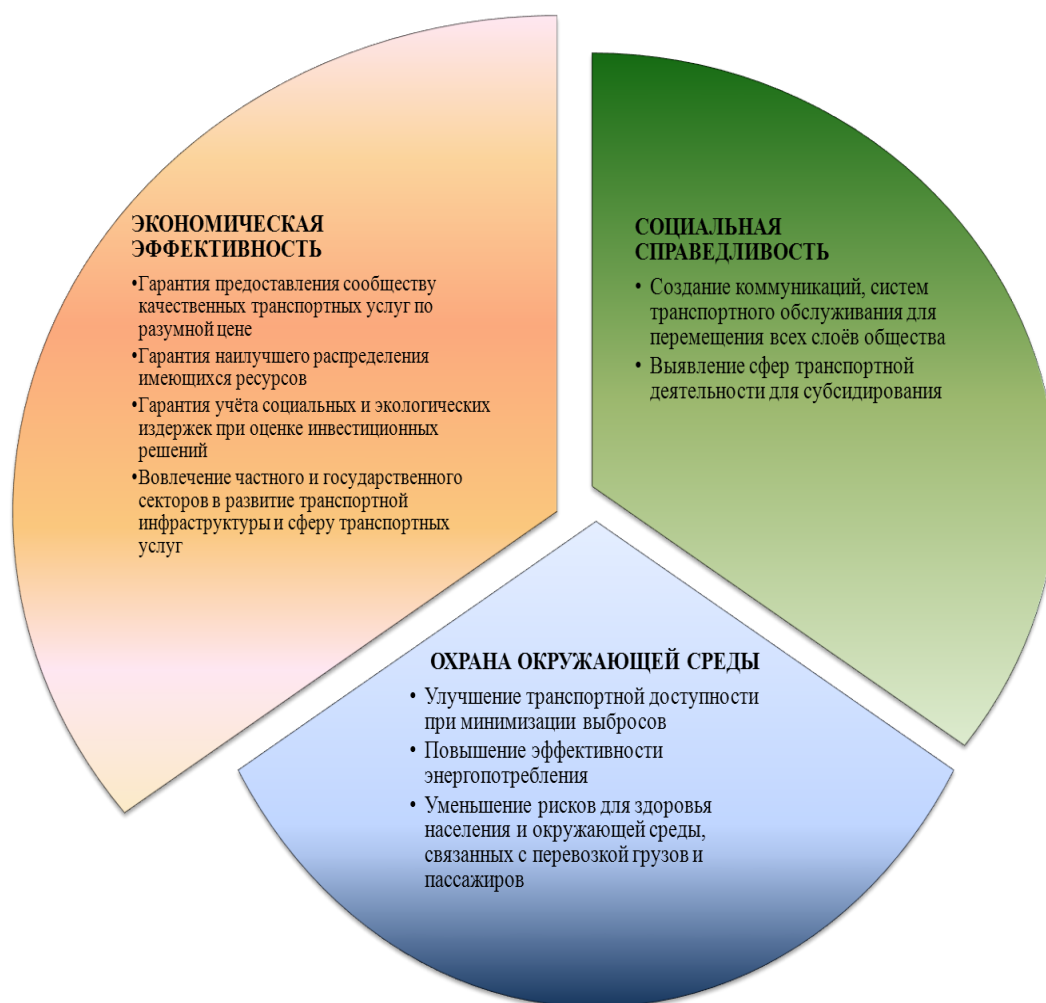 ЭКОНОМИЧЕСКАЯ
ЭФФЕКТИВНОСТЬ
•Гарантия предоставления сообществу
качественных транспортных услуг по
разумной цене
•Гарантия наилучшего распределения
имеющихся ресурсов
•Гарантия учёта социальных и экологических
издержек при оценке инвестиционных
решений
•Вовлечение частного и государственного
секторов в развитие транспортной
инфраструктуры и сферу транспортных
услуг
СОЦИАЛЬНАЯ
СПРАВЕДЛИВОСТЬ
• Создание коммуникаций, систем
транспортного обслуживания для
перемещения всех слоёв общества
• Выявление сфер транспортной
деятельности для субсидирования
ОХРАНА ОКРУЖАЮЩЕЙ СРЕДЫ
• Улучшение транспортной доступности
при минимизации выбросов
• Повышение эффективности
энергопотребления
• Уменьшение рисков для здоровья
населения и окружающей среды,
связанных с перевозкой грузов и
пассажиров